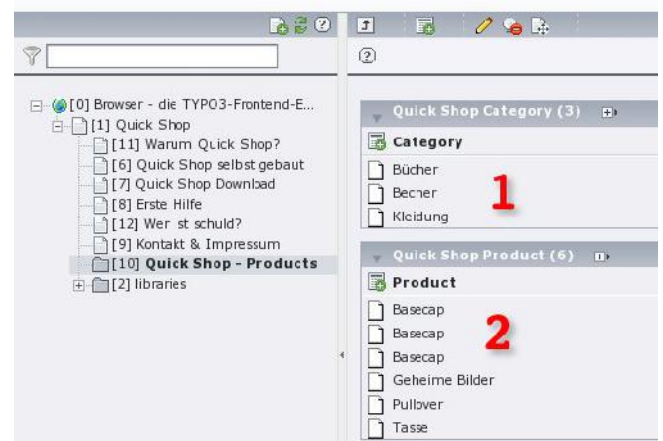 [0] Browser - die TYPO3-Frontend-E...
[1] Quick Shop
[11] Warum Quick Shop?
[6] Quick Shop selbst gebaut
[7] Quick Shop Download
[8] Erste Hilfe
[12] Wer ist schuld?
[9] Kontakt & Impressum
[10] Quick Shop - Products
[2] libraries
Quick Shop Category (3)
Category
Bücher
Becher
Kleidung
1
Quick Shop Product (6)
Product
Basecap
Basecap
Basecap
Geheime Bilder
Pullover
Tasse
2